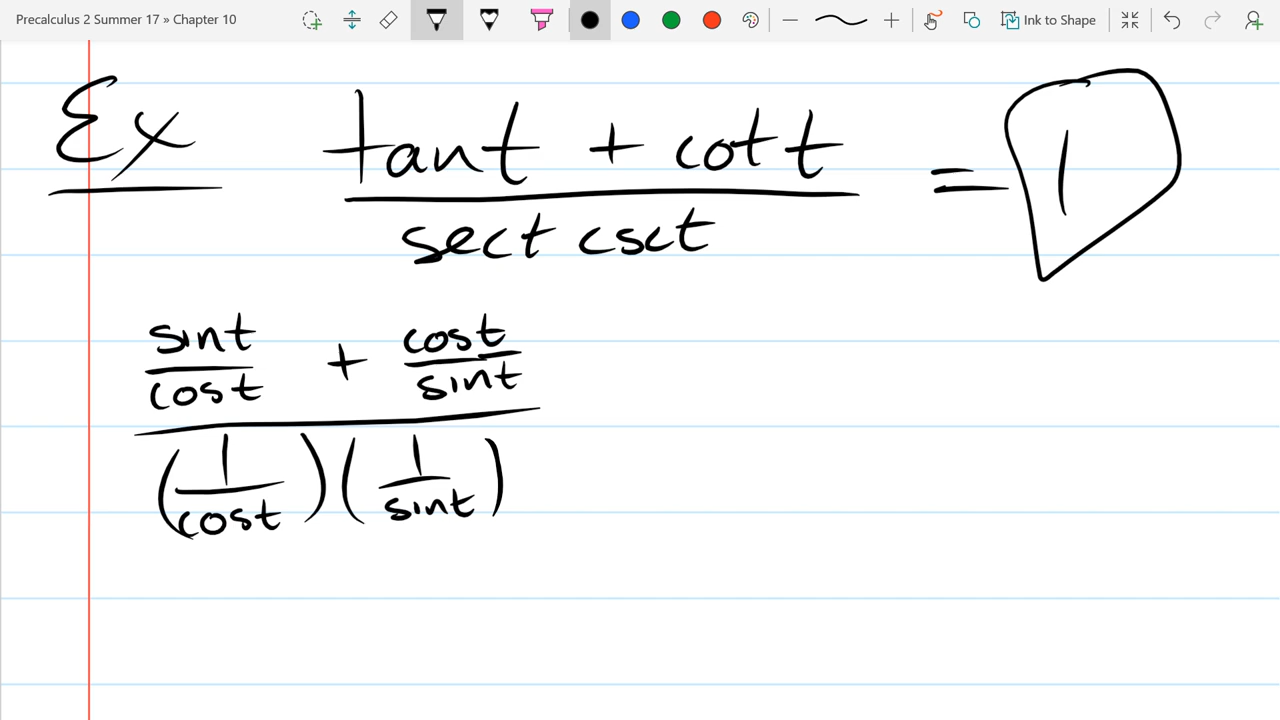 Precalculus 2 Summer 17 » Chapter 10
Ink to Shape
Ex tant + cott t = 1
sect csct
sint + cost
cost sint
(1) (1)
cost sint